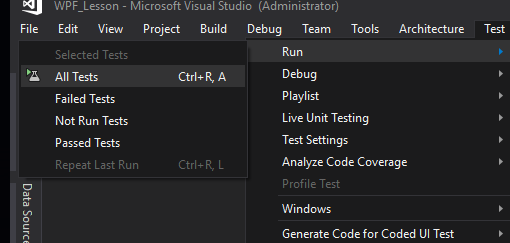 WPF_Lesson - Microsoft Visual Studio (Administrator)
File Edit View Project Build Debug Team Tools Architecture Test
Selected Tests
All Tests Ctrl+R, A
Failed Tests
Not Run Tests
Passed Tests
Repeat Last Run Ctrl+R, L
Run
Debug
Playlist
Live Unit Testing
Test Settings
Analyze Code Coverage
Profile Test
Windows
Generate Code for Coded UI Test
Data Sour